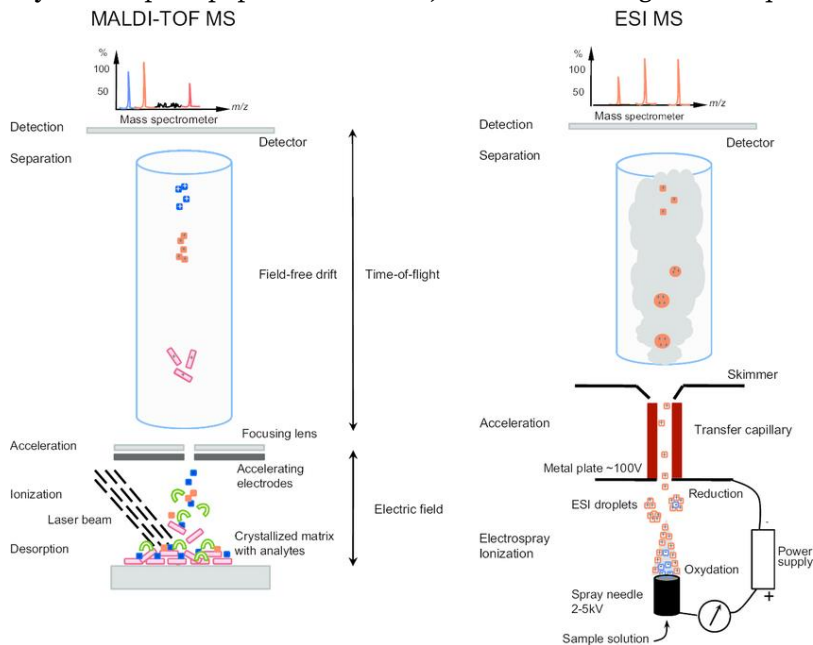 MALDI-TOF MS
%
100
50
m/z
Mass spectrometer
Detection
Detector
Separation
Field-free drift
Time-of-flight
Acceleration
Focusing lens
Accelerating
electrodes
Ionization
Laser beam
Electric field
Desorption
Crystallized matrix
with analytes
ESI MS
%
100
50
m/z
Mass spectrometer
Detection
Detector
Separation
Skimmer
Acceleration
Transfer capillary
Metal plate ~100V
Reduction
ESI droplets
-
Electrospray
Ionization
Oxydation
Power
supply
+
Spray needle
2-5kV
Sample solution